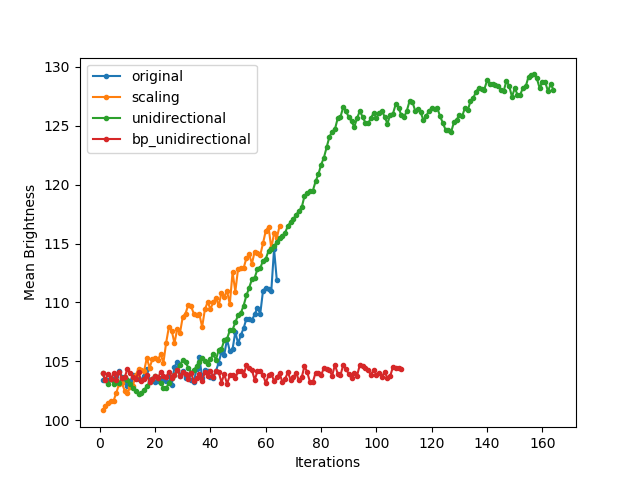 original
scaling
unidirectional
bp_unidirectional
Mean Brightness
130
125
120
115
110
105
100
0 20 40 60 80 100 120 140 160
Iterations